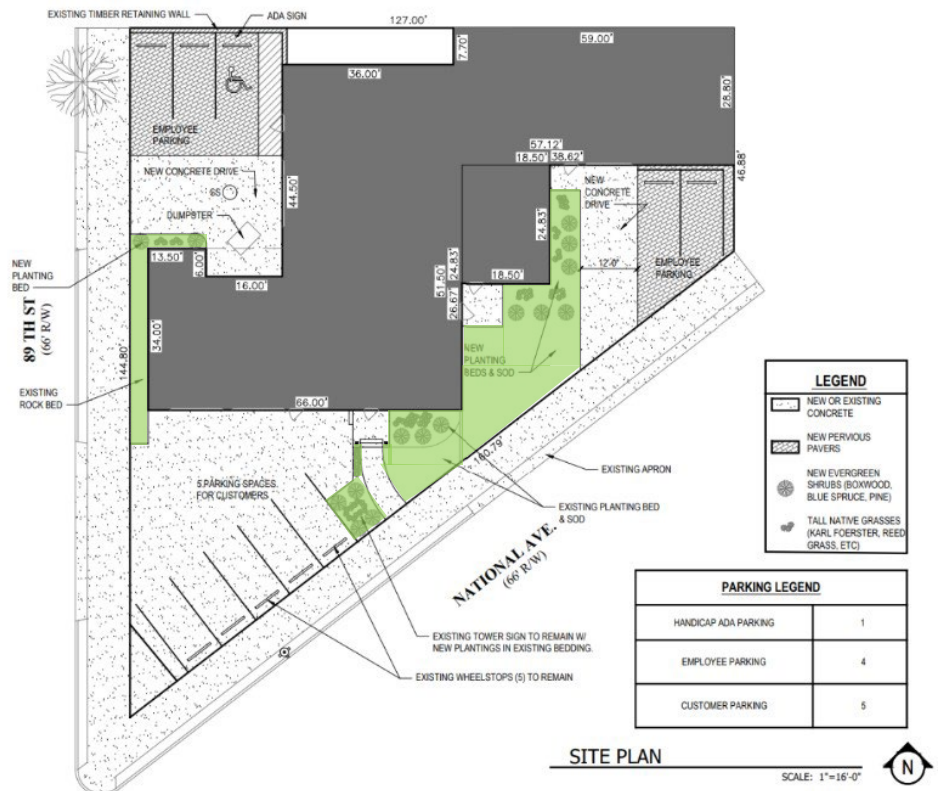 EXISTING TIMBER RETAINING WALL
ADA SIGN
127.00'
59.00'
7.70'
36.00'
28.80'
EMPLOYEE
PARKING
57.12'
18.50'
38.62'
46.88'
NEW CONCRETE DRIVE
44.50'
NEW
CONCRETE
DRIVE
SS
DUMPSTER
24.83'
24.83'
NEW
PLANTING
BED
13.50'
6.00'
16.00'
51.50'
18.50'
12'-0"
EMPLOYEE
PARKING
26.67'
89 TH ST
(66' R/W)
144.80'
34.00'
NEW
PLANTING
BEDS & SOD
EXISTING
ROCK BED
66.00'
160.79'
5 PARKING SPACES
FOR CUSTOMERS
EXISTING APRON
EXISTING PLANTING BED
& SOD
NATIONAL AVE.
(66' R/W)
EXISTING TOWER SIGN TO REMAIN W/
NEW PLANTINGS IN EXISTING BEDDING.
EXISTING WHEELSTOPS (5) TO REMAIN
LEGEND
NEW OR EXISTING
CONCRETE
NEW PERVIOUS
PAVERS
NEW EVERGREEN
SHRUBS (BOXWOOD,
BLUE SPRUCE, PINE)
TALL NATIVE GRASSES
(KARL FOERSTER, REED
GRASS, ETC)
PARKING LEGEND
HANDICAP ADA PARKING 1
EMPLOYEE PARKING 4
CUSTOMER PARKING 5
SITE PLAN
SCALE: 1"=16'-0"
N